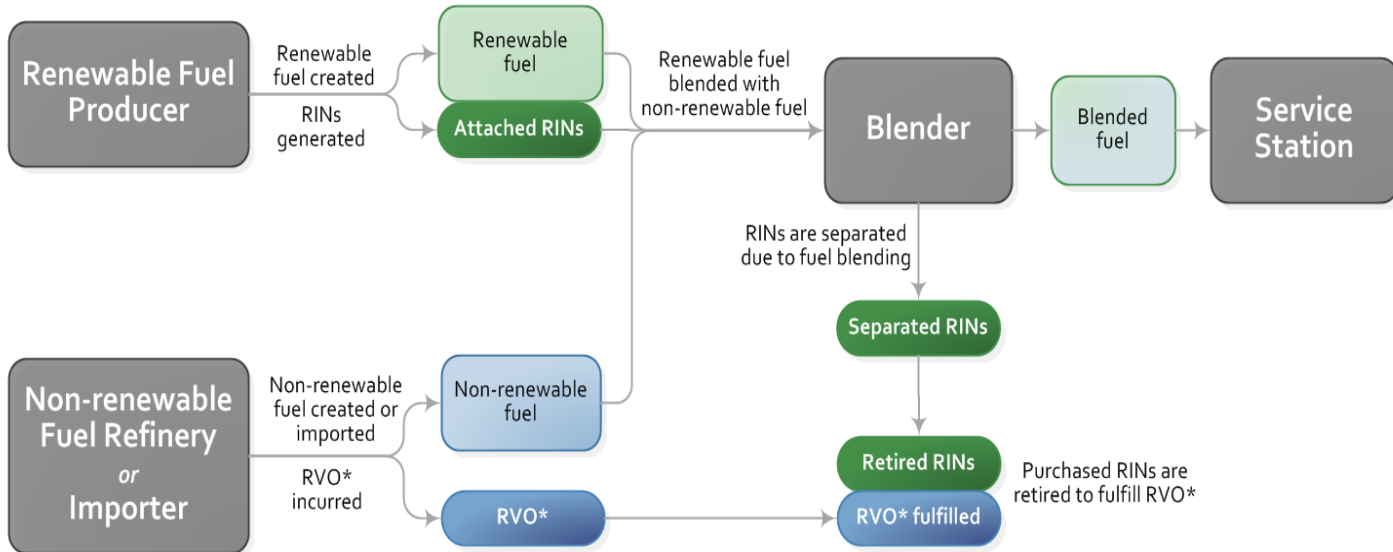 Renewable Fuel
Producer
Renewable
fuel created
RINs
generated
Renewable
fuel
Attached RINs
Renewable fuel
blended with
non-renewable fuel
Blender
Blended
fuel
Service
Station
RINs are separated
due to fuel blending
Separated RINs
Non-renewable
Fuel Refinery
or
Importer
Non-renewable
fuel created or
imported
RVO*
incurred
Non-renewable
fuel
RVO*
Retired RINs
RVO* fulfilled
Purchased RINs are
retired to fulfill RVO*